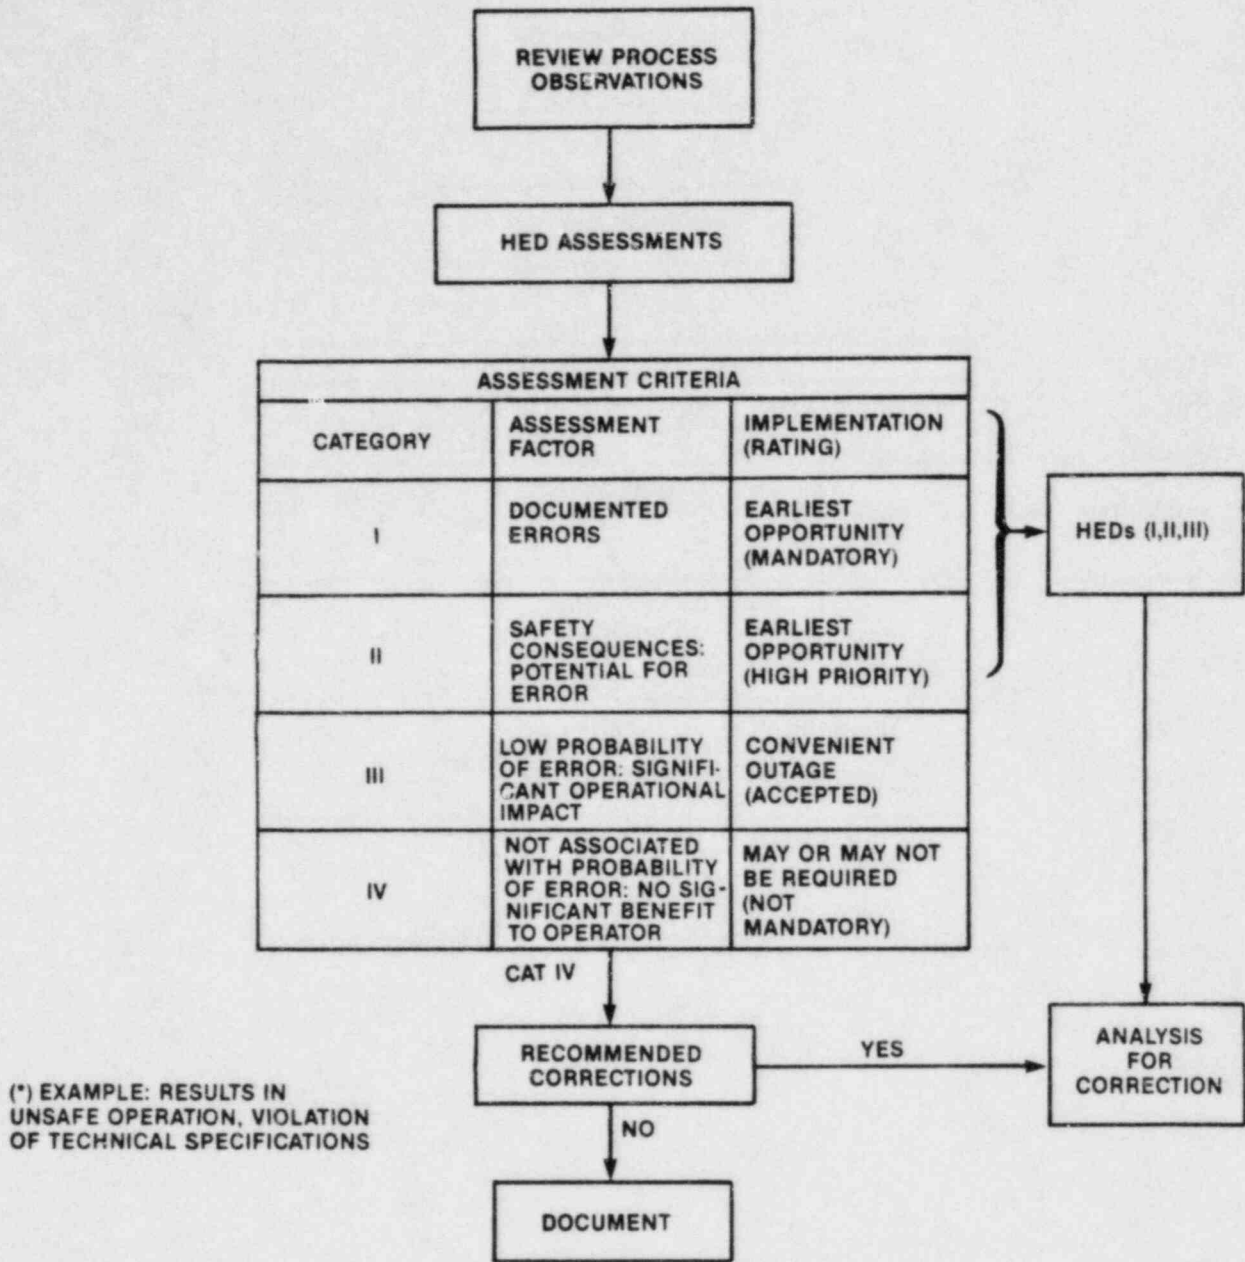 REVIEW PROCESS
OBSERVATIONS
HED ASSESSMENTS
ASSESSMENT CRITERIA
CATEGORY
ASSESSMENT
FACTOR
IMPLEMENTATION
(RATING)
I
DOCUMENTED
ERRORS
EARLIEST
OPPORTUNITY
(MANDATORY)
II
SAFETY
CONSEQUENCES:
POTENTIAL FOR
ERROR
EARLIEST
OPPORTUNITY
(HIGH PRIORITY)
III
LOW PROBABILITY
OF ERROR: SIGNIFI-
CANT OPERATIONAL
IMPACT
CONVENIENT
OUTAGE
(ACCEPTED)
IV
NOT ASSOCIATED
WITH PROBABILITY
OF ERROR: NO SIG-
NIFICANT BENEFIT
TO OPERATOR
MAY OR MAY NOT
BE REQUIRED
(NOT
MANDATORY)
HEDs (I,II,III)
CAT IV
RECOMMENDED
CORRECTIONS
YES
ANALYSIS
FOR
CORRECTION
NO
DOCUMENT
(*) EXAMPLE: RESULTS IN
UNSAFE OPERATION, VIOLATION
OF TECHNICAL SPECIFICATIONS